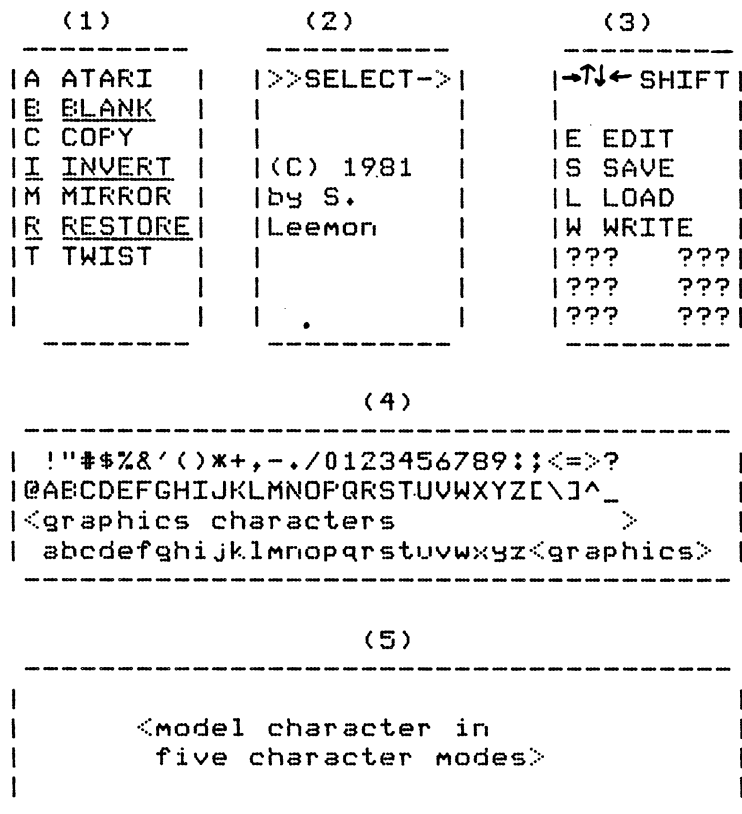 (1) (2) (3)
A ATARI >>SELECT-> →↑↓← SHIFT
B BLANK
C COPY E EDIT
I INVERT (C) 1981 S SAVE
M MIRROR by S. L LOAD
R RESTORE Leemon W WRITE
T TWIST ??? ???
??? ???
??? ???
(4)
!"#$%&'()*+,-./0123456789:;<=>?
@ABCDEFGHIJKLMNOPQRSTUVWXYZ[\]^_
<graphics characters >
abcdefghijklmnopqrstuvwxyz<graphics>
(5)
<model character in
five character modes>